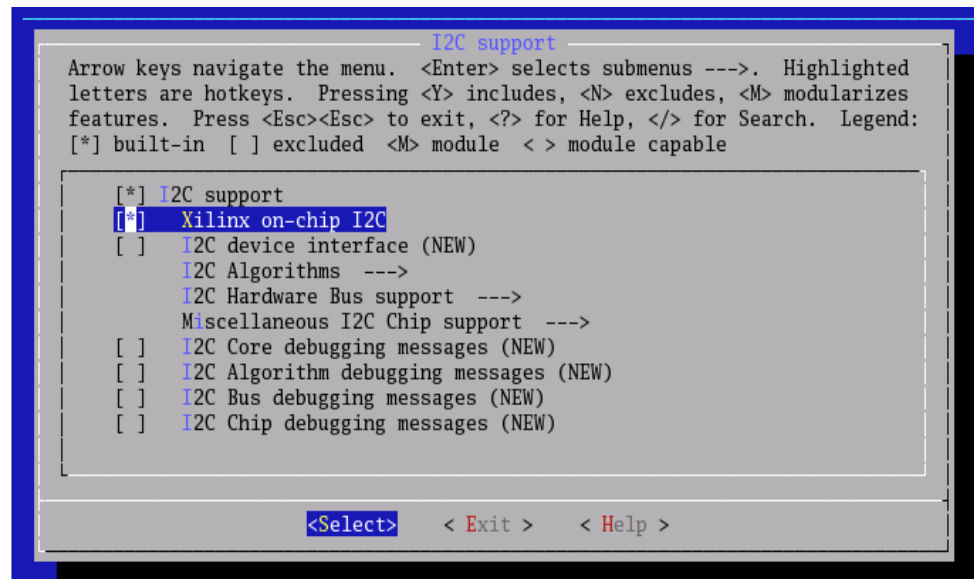 I2C support
Arrow keys navigate the menu.  <Enter> selects submenus --->.  Highlighted
letters are hotkeys.  Pressing <Y> includes, <N> excludes, <M> modularizes
features.  Press <Esc><Esc> to exit, <?> for Help, </> for Search.  Legend:
[*] built-in  [ ] excluded  <M> module  < > module capable
[*] I2C support
[*]   Xilinx on-chip I2C
[ ]   I2C device interface (NEW)
I2C Algorithms  --->
I2C Hardware Bus support  --->
Miscellaneous I2C Chip support  --->
[ ]   I2C Core debugging messages (NEW)
[ ]   I2C Algorithm debugging messages (NEW)
[ ]   I2C Bus debugging messages (NEW)
[ ]   I2C Chip debugging messages (NEW)
<Select>    < Exit >    < Help >